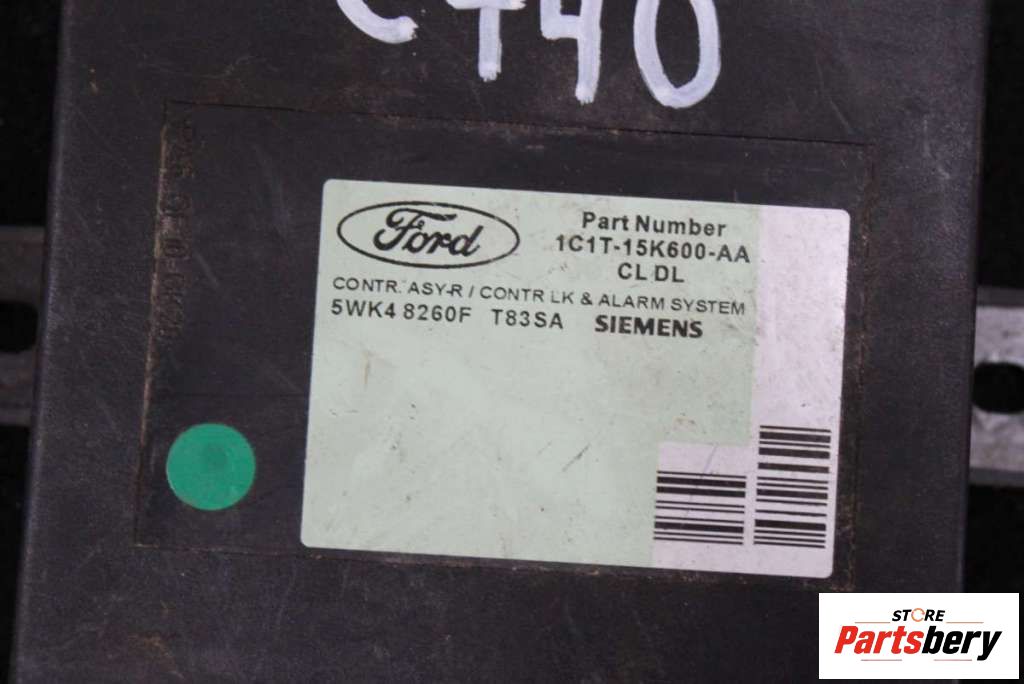 Ford
Part Number
1C1T-15K600-AA
CL DL
CONTR. ASY-R / CONTR LK & ALARM SYSTEM
5WK4 8260F T83SA SIEMENS
STORE
Partsbery